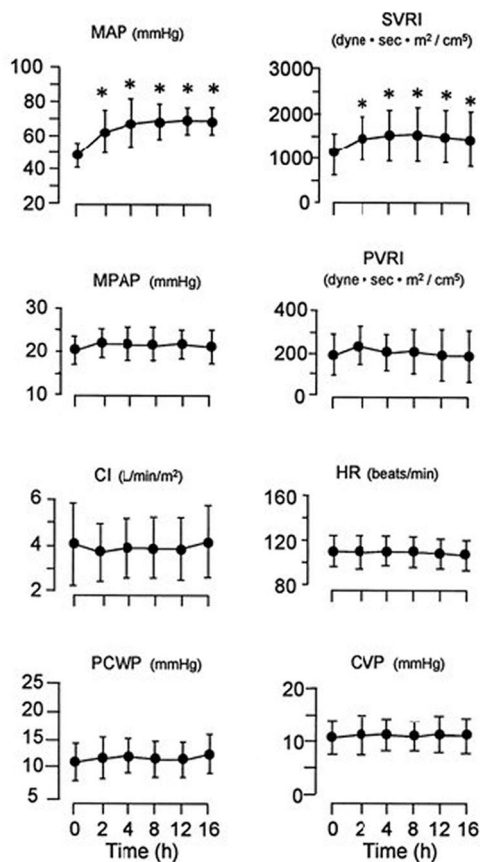 MAP (mmHg)
100
80
60
40
20
* * * * *
SVRI
(dyne • sec • m² / cm⁵)
3000
2000
1000
0
* * * * *
MPAP (mmHg)
30
20
10
PVRI
(dyne • sec • m² / cm⁵)
400
200
0
CI (L/min/m²)
6
4
2
HR (beats/min)
160
110
80
PCWP (mmHg)
25
20
15
10
5
0 2 4 8 12 16
Time (h)
CVP (mmHg)
20
10
0
0 2 4 8 12 16
Time (h)